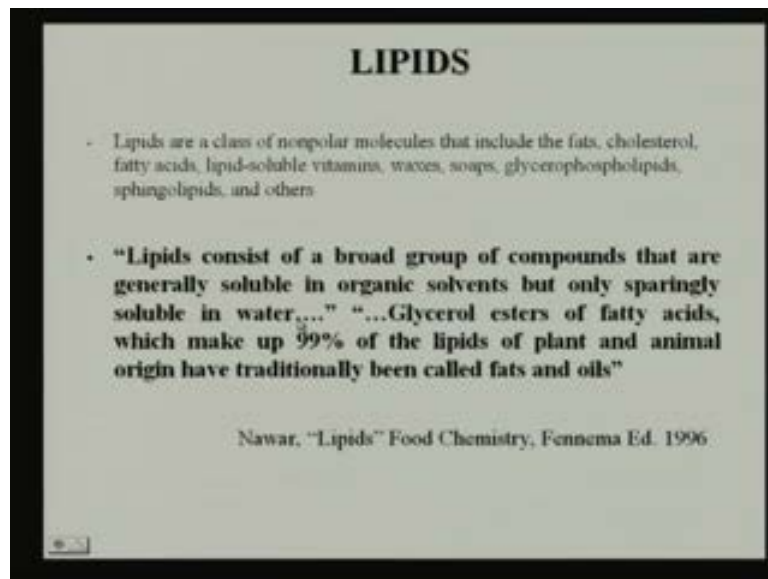 LIPIDS
- Lipids are a class of nonpolar molecules that include the fats, cholesterol,
fatty acids, lipid-soluble vitamins, waxes, soaps, glycerophospholipids,
sphingolipids, and others
• “Lipids consist of a broad group of compounds that are
generally soluble in organic solvents but only sparingly
soluble in water,...” “...Glycerol esters of fatty acids,
which make up 99% of the lipids of plant and animal
origin have traditionally been called fats and oils”
Nawar, “Lipids” Food Chemistry, Fennema Ed. 1996